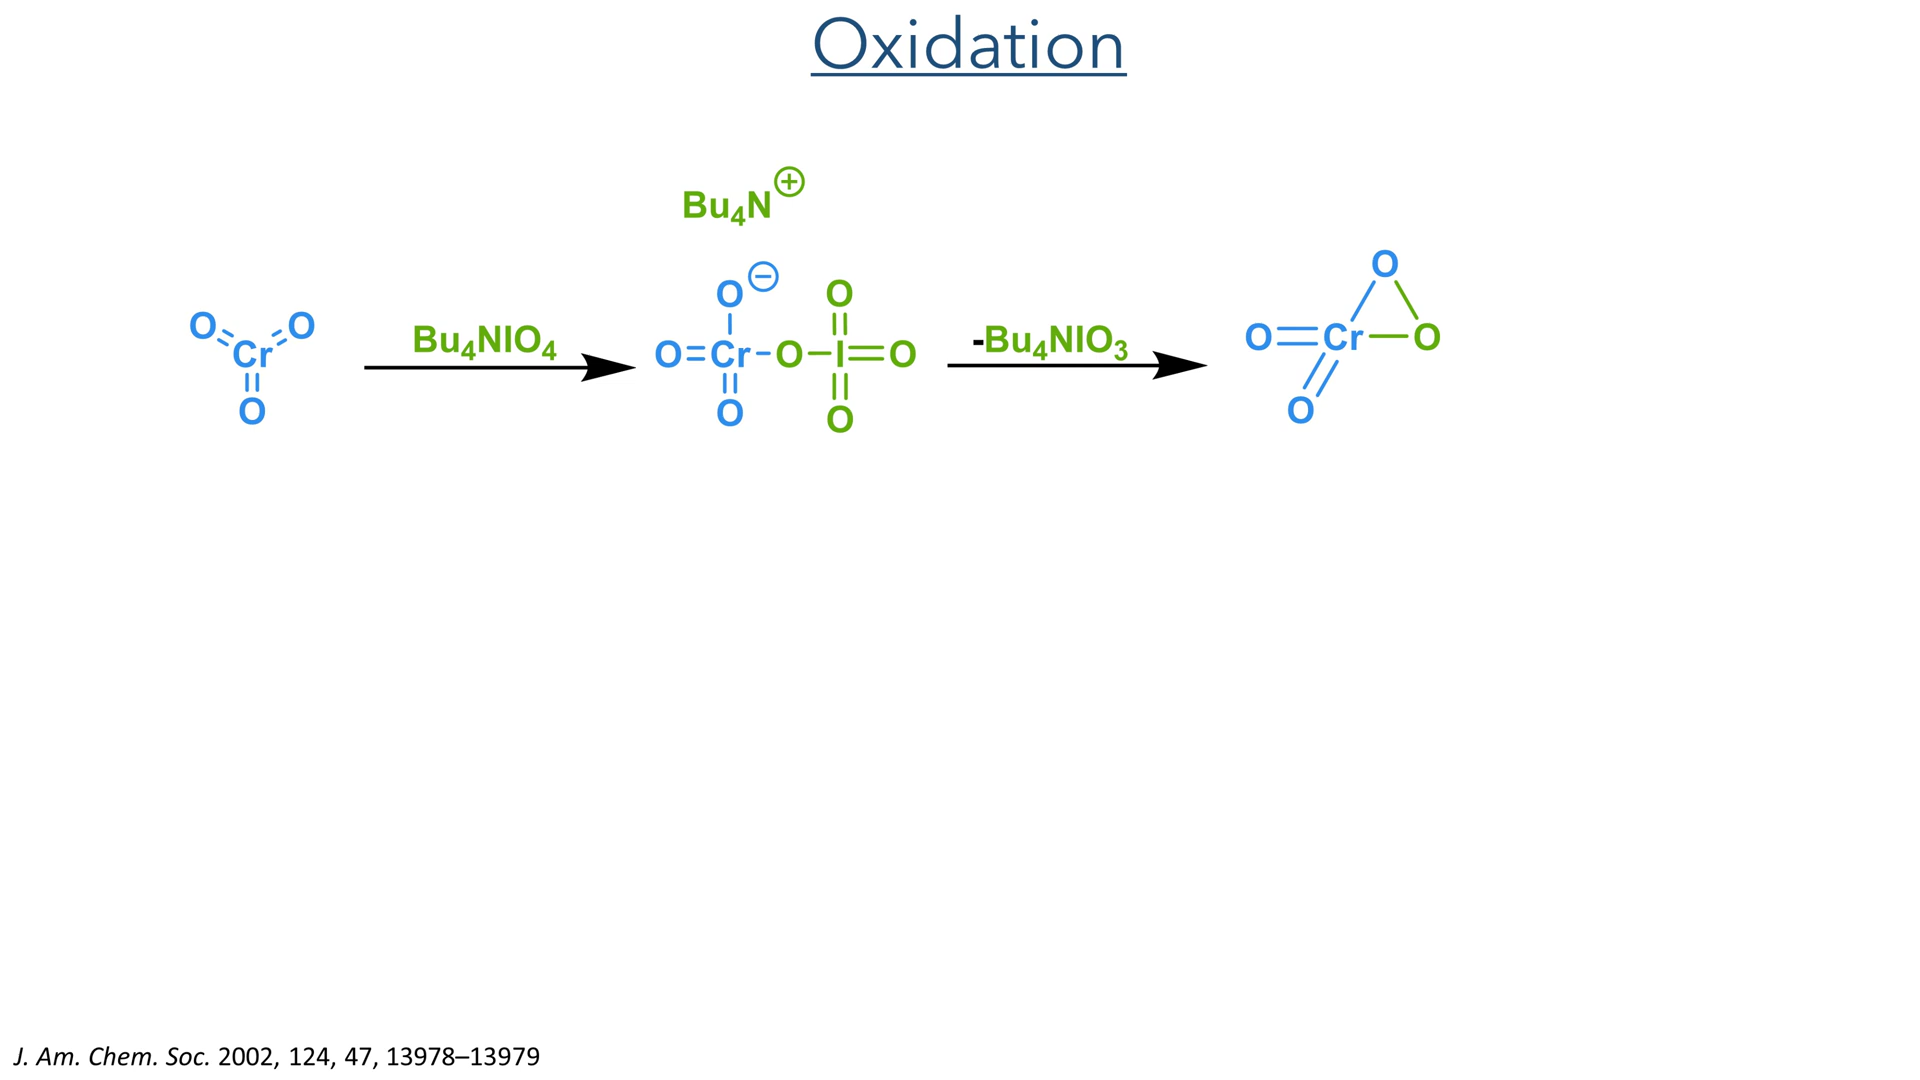 Oxidation
Bu₄N⊕
O O
Cr
O
Bu₄NIO₄
O⊖ O
O=Cr-O-I=O
O O
-Bu₄NIO₃
O
O=Cr-O
O
J. Am. Chem. Soc. 2002, 124, 47, 13978–13979